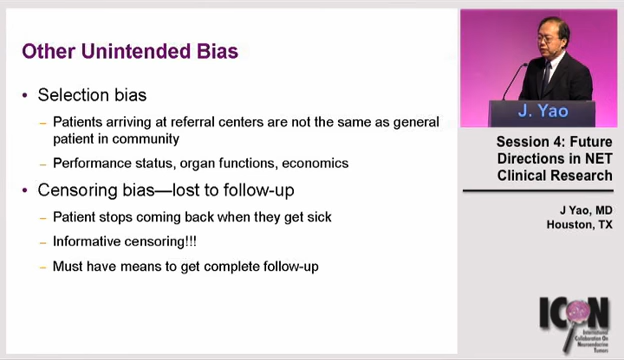 Other Unintended Bias
• Selection bias
– Patients arriving at referral centers are not the same as general
patient in community
– Performance status, organ functions, economics
• Censoring bias—lost to follow-up
– Patient stops coming back when they get sick
– Informative censoring!!!
– Must have means to get complete follow-up
J. Yao
Session 4: Future
Directions in NET
Clinical Research
J Yao, MD
Houston, TX
ICON
International
Collaboration On
Neuroendocrine
Tumors